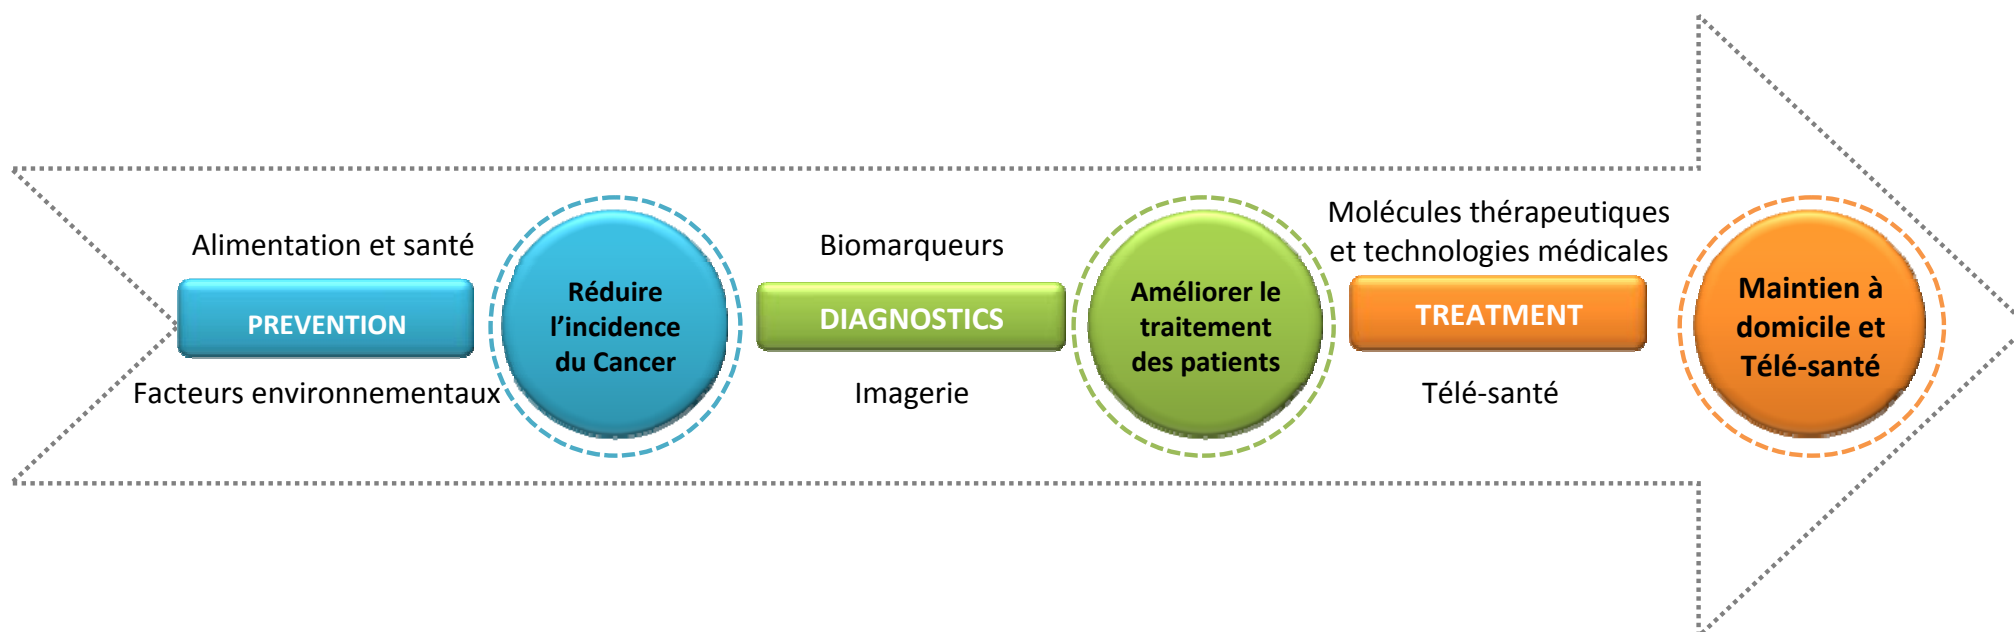 Alimentation et santé
PREVENTION
Facteurs environnementaux
Réduire
l’incidence
du Cancer
Biomarqueurs
DIAGNOSTICS
Imagerie
Améliorer le
traitement
des patients
Molécules thérapeutiques
et technologies médicales
TREATMENT
Télé-santé
Maintien à
domicile et
Télé-santé